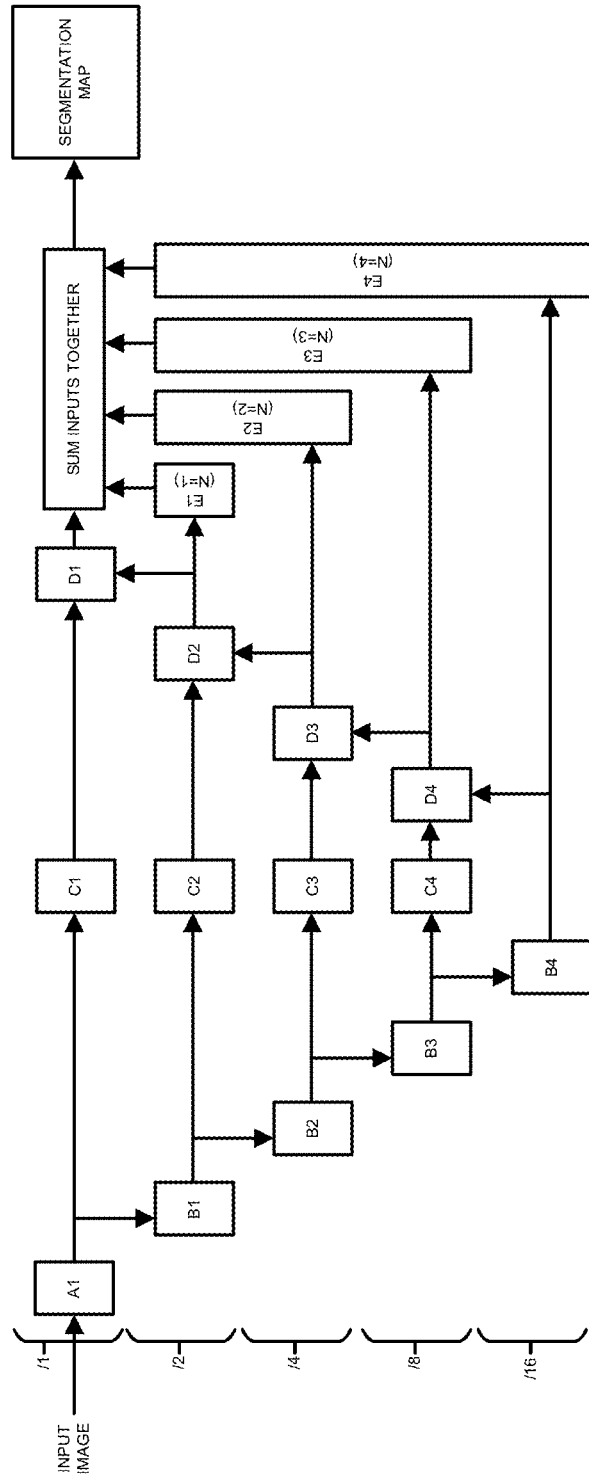 INPUT
IMAGE
/1
/2
/4
/8
/16
A1
B1
B2
B3
B4
C1
C2
C3
C4
D1
D2
D3
D4
E1
(N=1)
E2
(N=2)
E3
(N=3)
E4
(N=4)
SUM INPUTS TOGETHER
SEGMENTATION
MAP